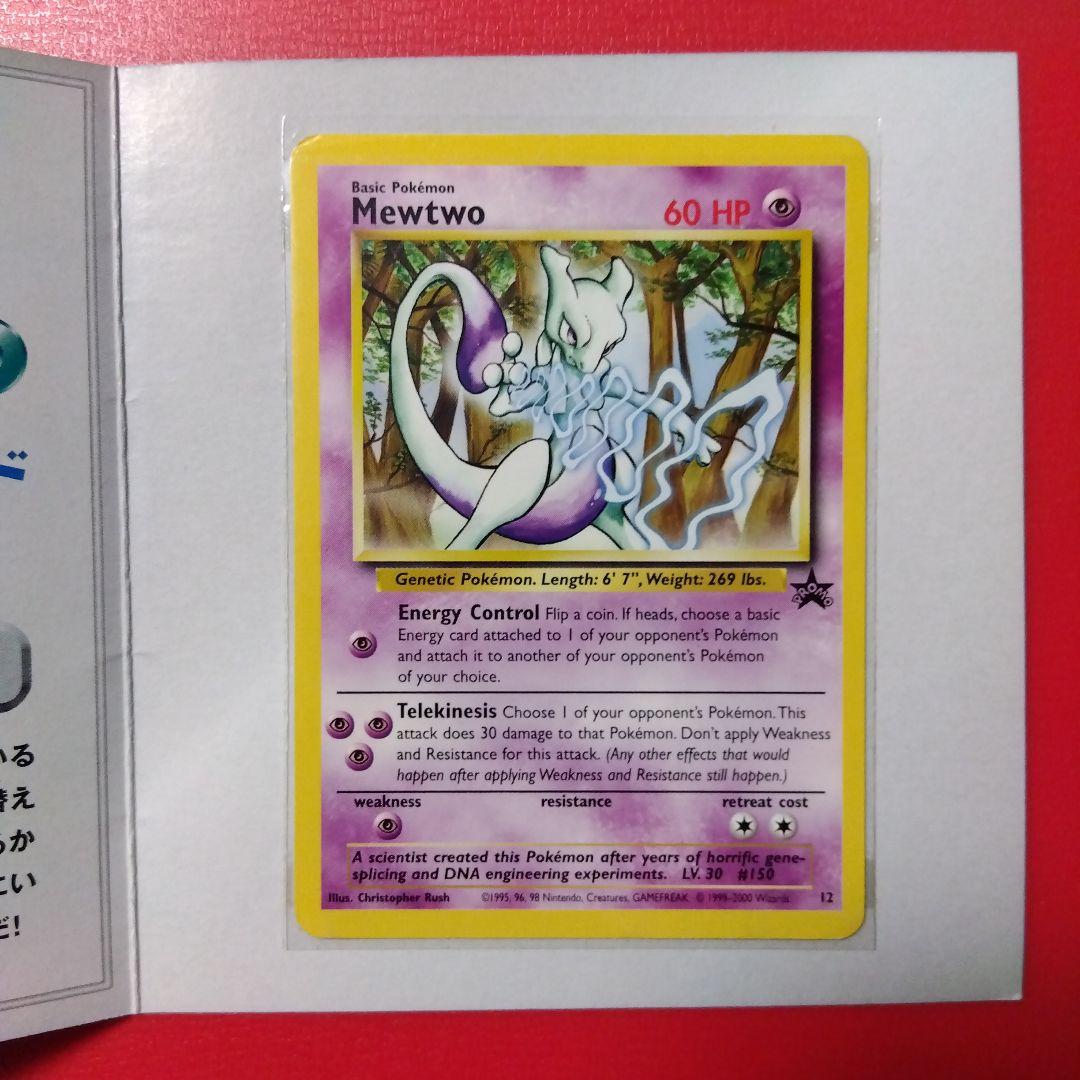 Basic Pokémon
Mewtwo
60 HP
Genetic Pokémon. Length: 6' 7", Weight: 269 lbs.
PROMO
Energy Control Flip a coin. If heads, choose a basic
Energy card attached to 1 of your opponent's Pokémon
and attach it to another of your opponent's Pokémon
of your choice.
Telekinesis Choose 1 of your opponent's Pokémon. This
attack does 30 damage to that Pokémon. Don't apply Weakness
and Resistance for this attack. (Any other effects that would
happen after applying Weakness and Resistance still happen.)
weakness resistance retreat cost
A scientist created this Pokémon after years of horrific gene-
splicing and DNA engineering experiments. LV. 30 #150
Illus. Christopher Rush ©1995, 96, 98 Nintendo, Creatures, GAMEFREAK © 1999-2000 Wizards 12
いる
替え
るか
こい
だ!